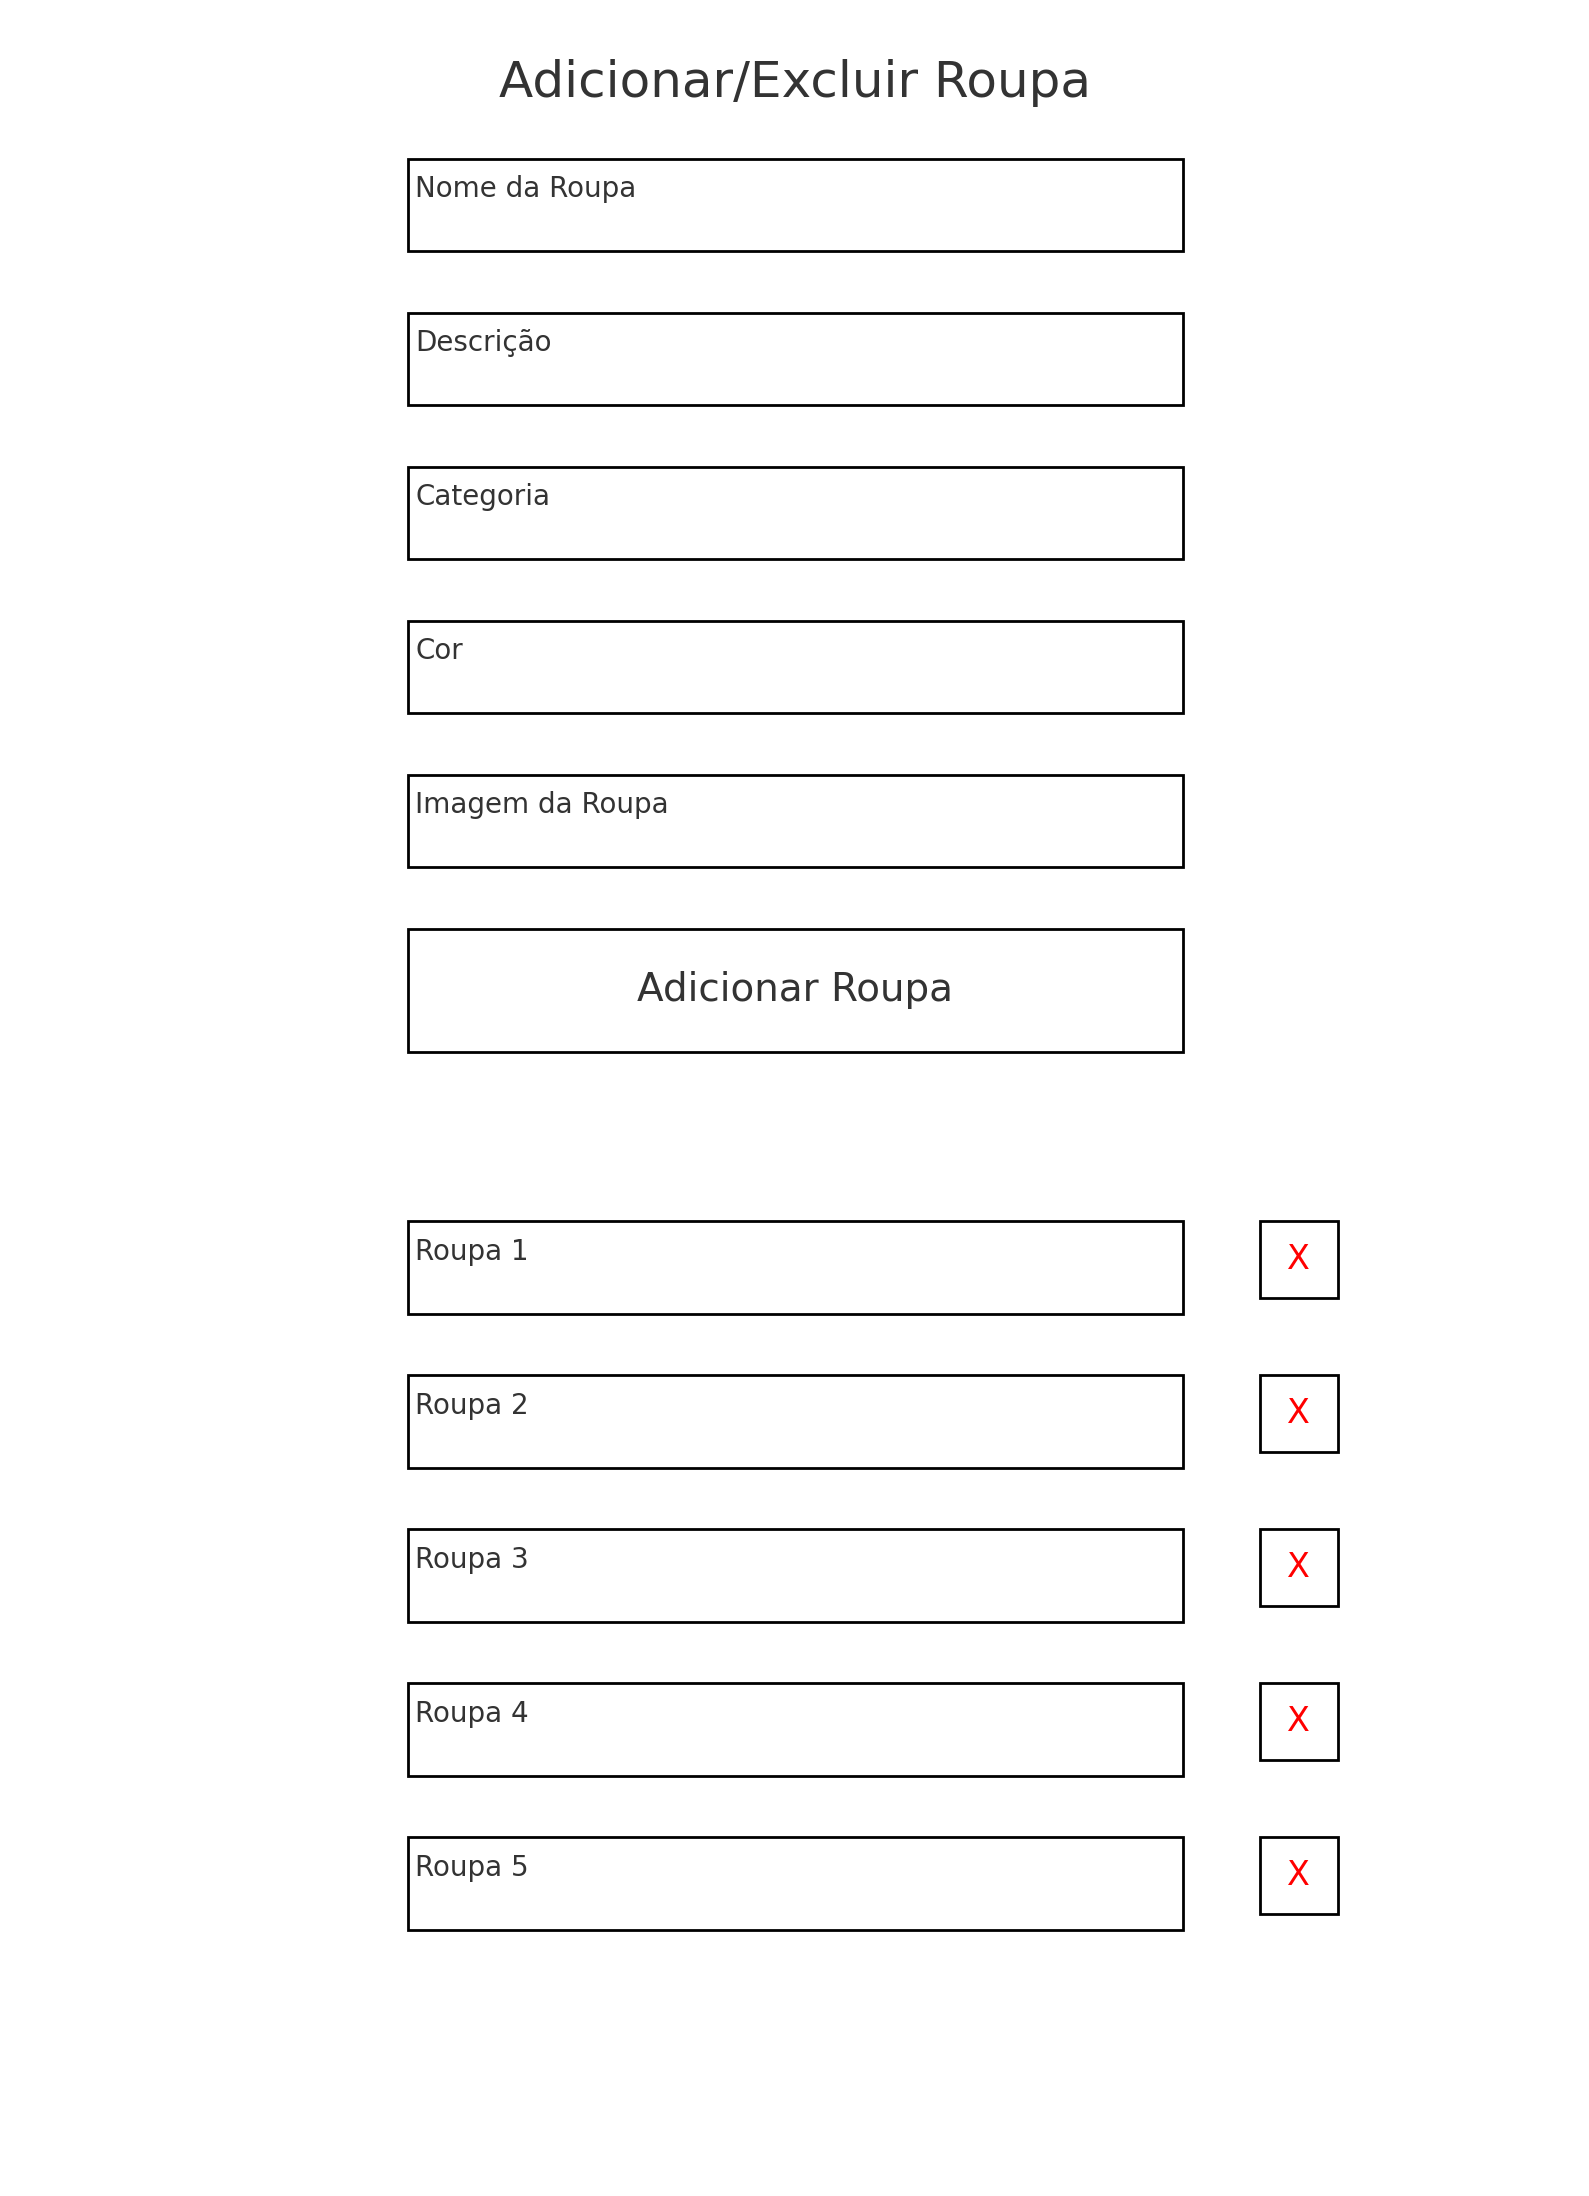 Adicionar/Excluir Roupa
Nome da Roupa
Descrição
Categoria
Cor
Imagem da Roupa
Adicionar Roupa
Roupa 1
X
Roupa 2
X
Roupa 3
X
Roupa 4
X
Roupa 5
X